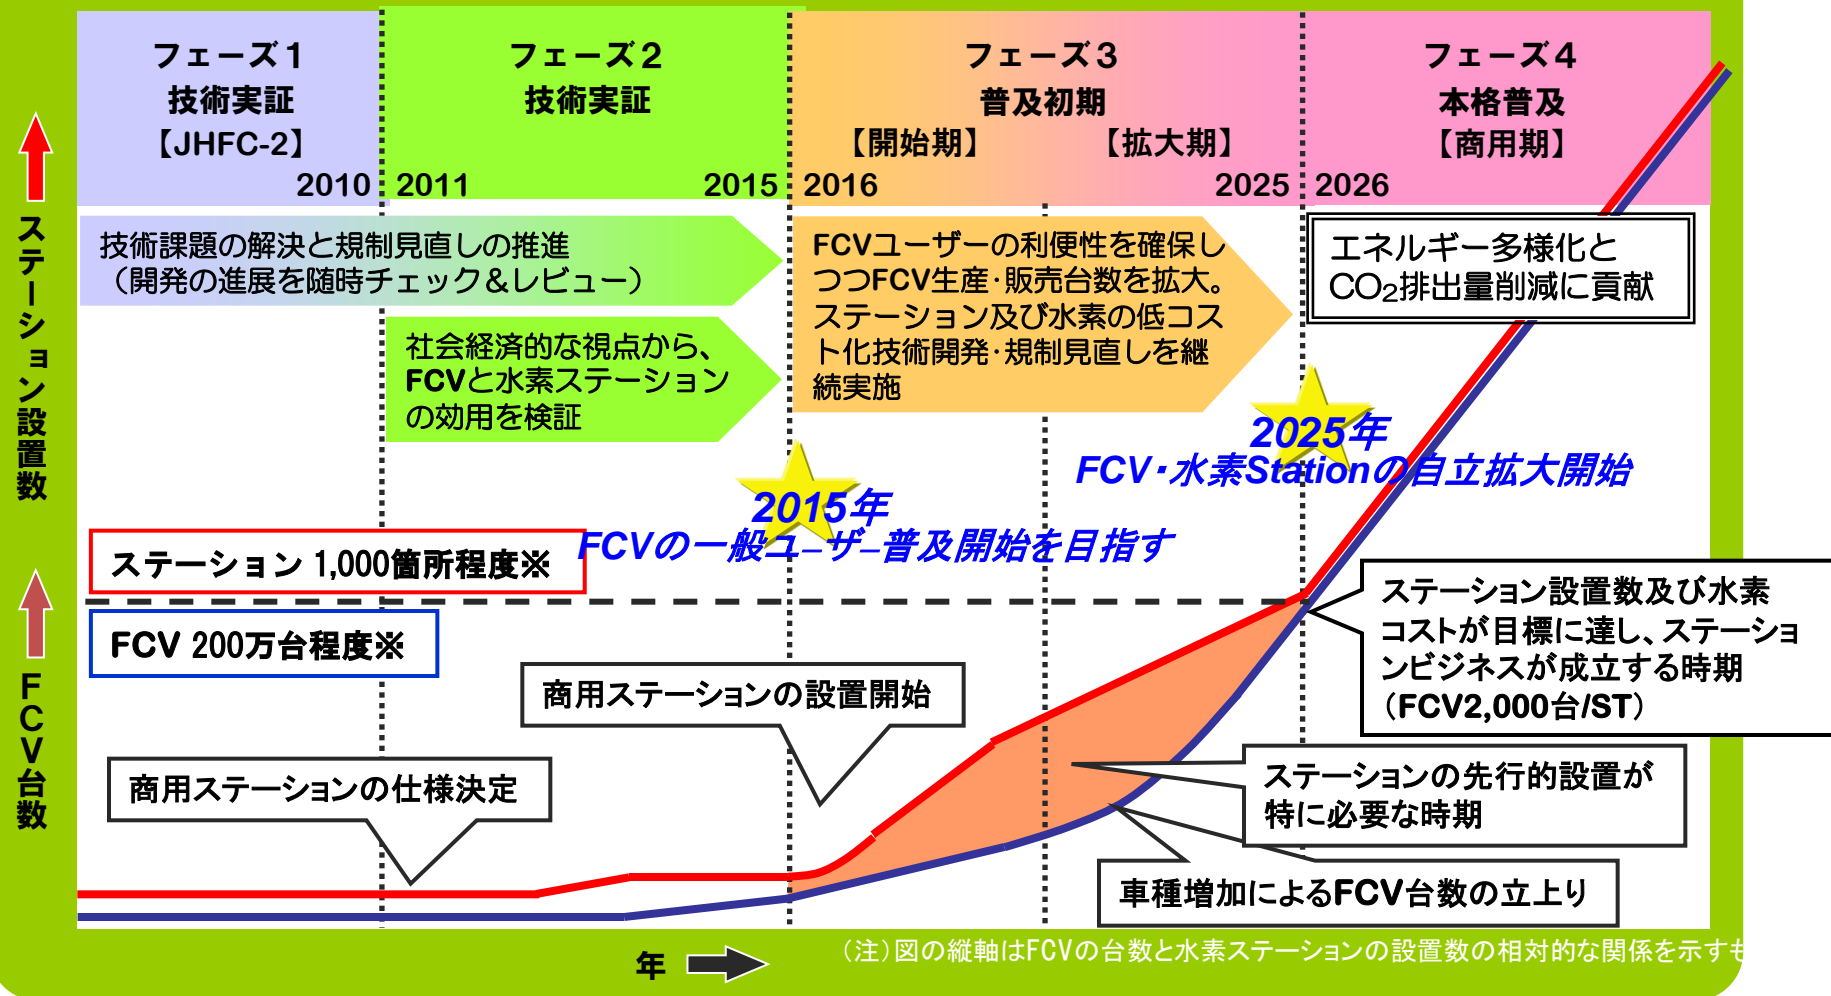 フェーズ1
技術実証
【JHFC-2】
2010
フェーズ2
技術実証
2011
2015
フェーズ3
普及初期
【開始期】
【拡大期】
2016
2025
フェーズ4
本格普及
【商用期】
2026
ステーション設置数
FCV台数
技術課題の解決と規制見直しの推進
（開発の進展を随時チェック＆レビュー）
社会経済的な視点から、
FCVと水素ステーション
の効用を検証
FCVユーザーの利便性を確保し
つつFCV生産・販売台数を拡大。
ステーション及び水素の低コス
ト化技術開発・規制見直しを継
続実施
エネルギー多様化と
CO₂排出量削減に貢献
2025年
FCV・水素Stationの自立拡大開始
2015年
FCVの一般ユ–ザ–普及開始を目指す
ステーション 1,000箇所程度※
FCV 200万台程度※
ステーション設置数及び水素
コストが目標に達し、ステーショ
ンビジネスが成立する時期
（FCV2,000台/ST）
商用ステーションの設置開始
商用ステーションの仕様決定
ステーションの先行的設置が
特に必要な時期
車種増加によるFCV台数の立上り
年
（注）図の縦軸はFCVの台数と水素ステーションの設置数の相対的な関係を示すも